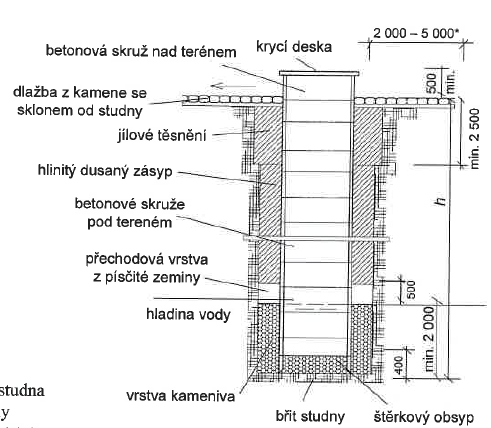 betonová skruž nad terénem
krycí deska
2 000 – 5 000*
500
min.
dlažba z kamene se
sklonem od studny
jílové těsnění
min. 2 500
hlinitý dusaný zásyp
betonové skruže
pod tereném
h
přechodová vrstva
z písčité zeminy
500
hladina vody
min. 2 000
400
vrstva kameniva
břit studny
štěrkový obsyp
studna
y